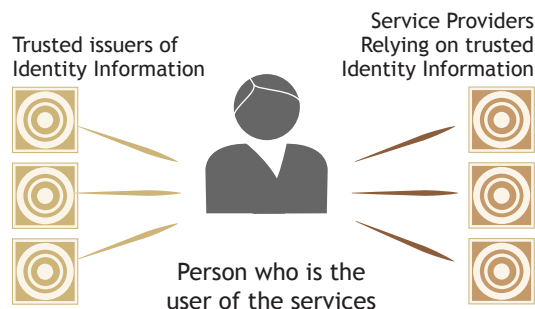 Trusted issuers of
Identity Information
Service Providers
Relying on trusted
Identity Information
Person who is the
user of the services